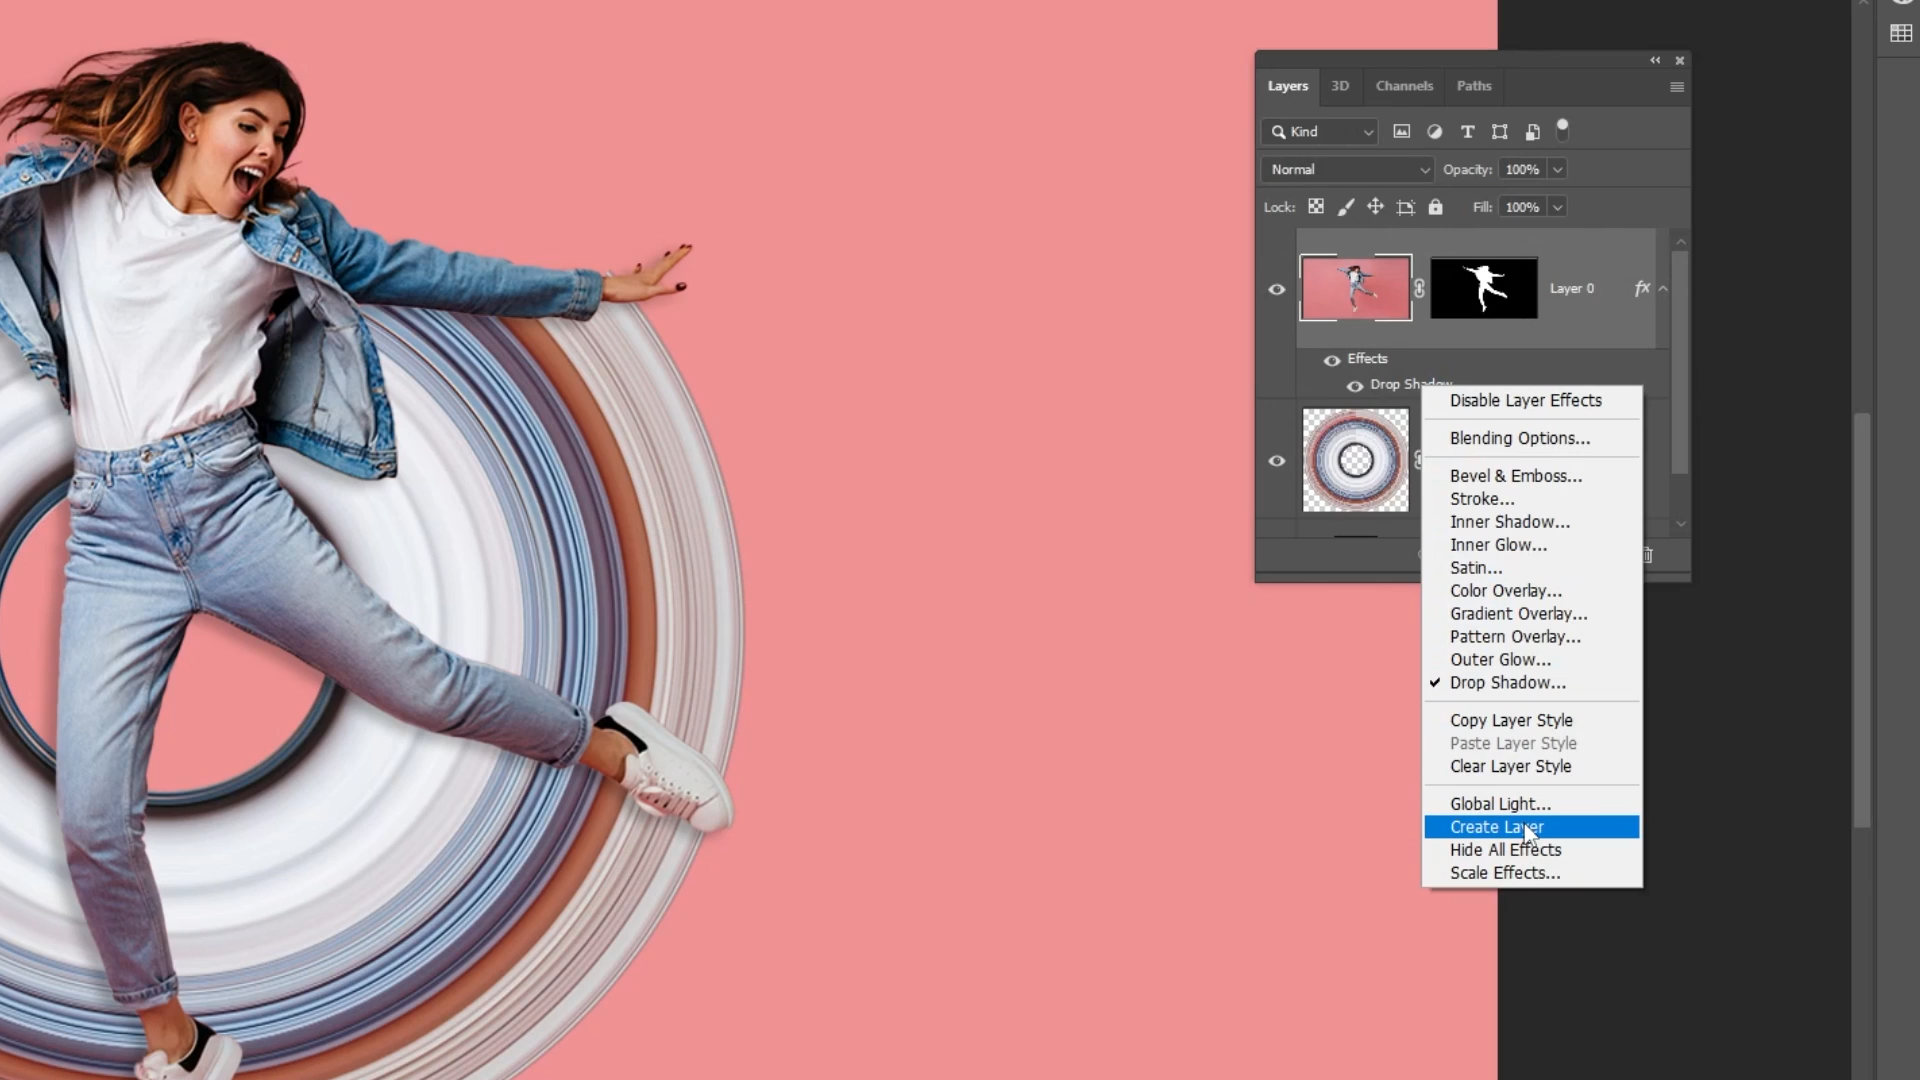 Layers 3D Channels Paths
Kind
Normal Opacity: 100%
Lock: Fill: 100%
Layer 0 fx
Effects
Drop Shadow
Disable Layer Effects
Blending Options...
Bevel & Emboss...
Stroke...
Inner Shadow...
Inner Glow...
Satin...
Color Overlay...
Gradient Overlay...
Pattern Overlay...
Outer Glow...
Drop Shadow...
Copy Layer Style
Paste Layer Style
Clear Layer Style
Global Light...
Create Layer
Hide All Effects
Scale Effects...